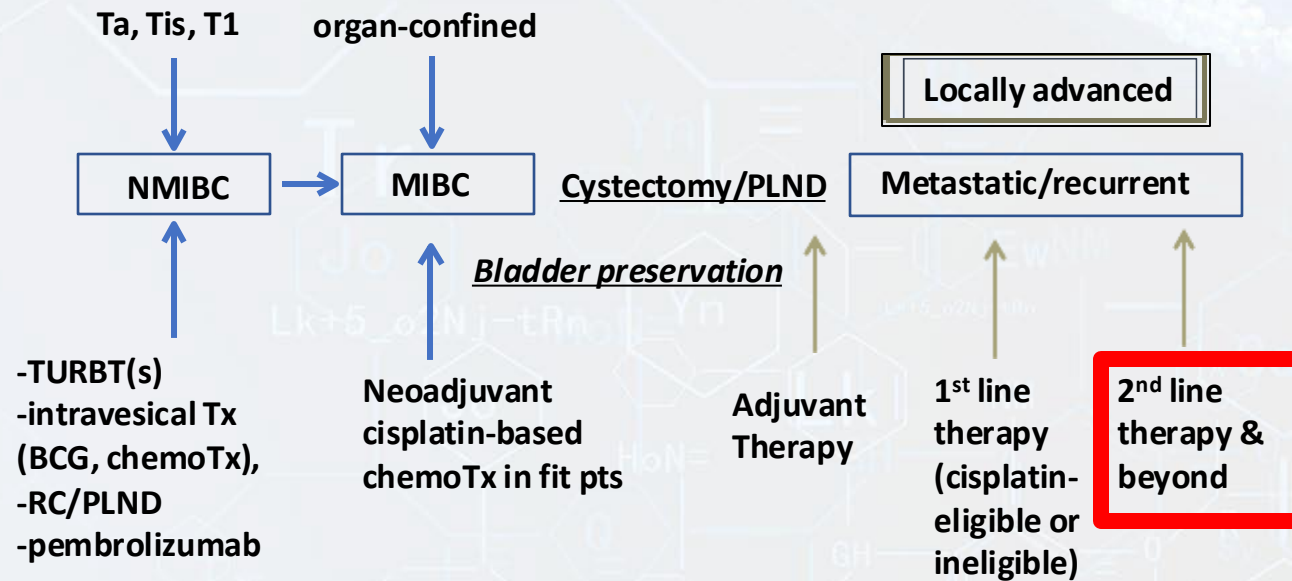 Ta, Tis, T1
organ-confined
Locally advanced
NMIBC
MIBC
Cystectomy/PLND
Metastatic/recurrent
Bladder preservation
-TURBT(s)
-intravesical Tx
(BCG, chemoTx),
-RC/PLND
-pembrolizumab
Neoadjuvant
cisplatin-based
chemoTx in fit pts
Adjuvant
Therapy
1st line
therapy
(cisplatin-
eligible or
ineligible)
2nd line
therapy &
beyond